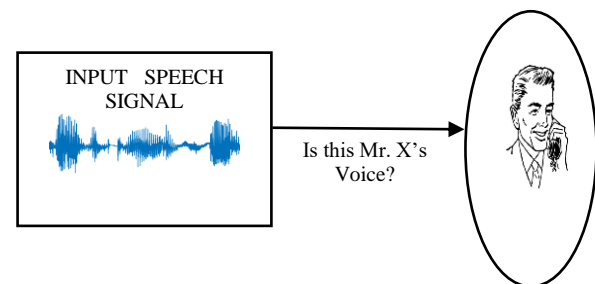 INPUT SPEECH
SIGNAL
Is this Mr. X’s
Voice?